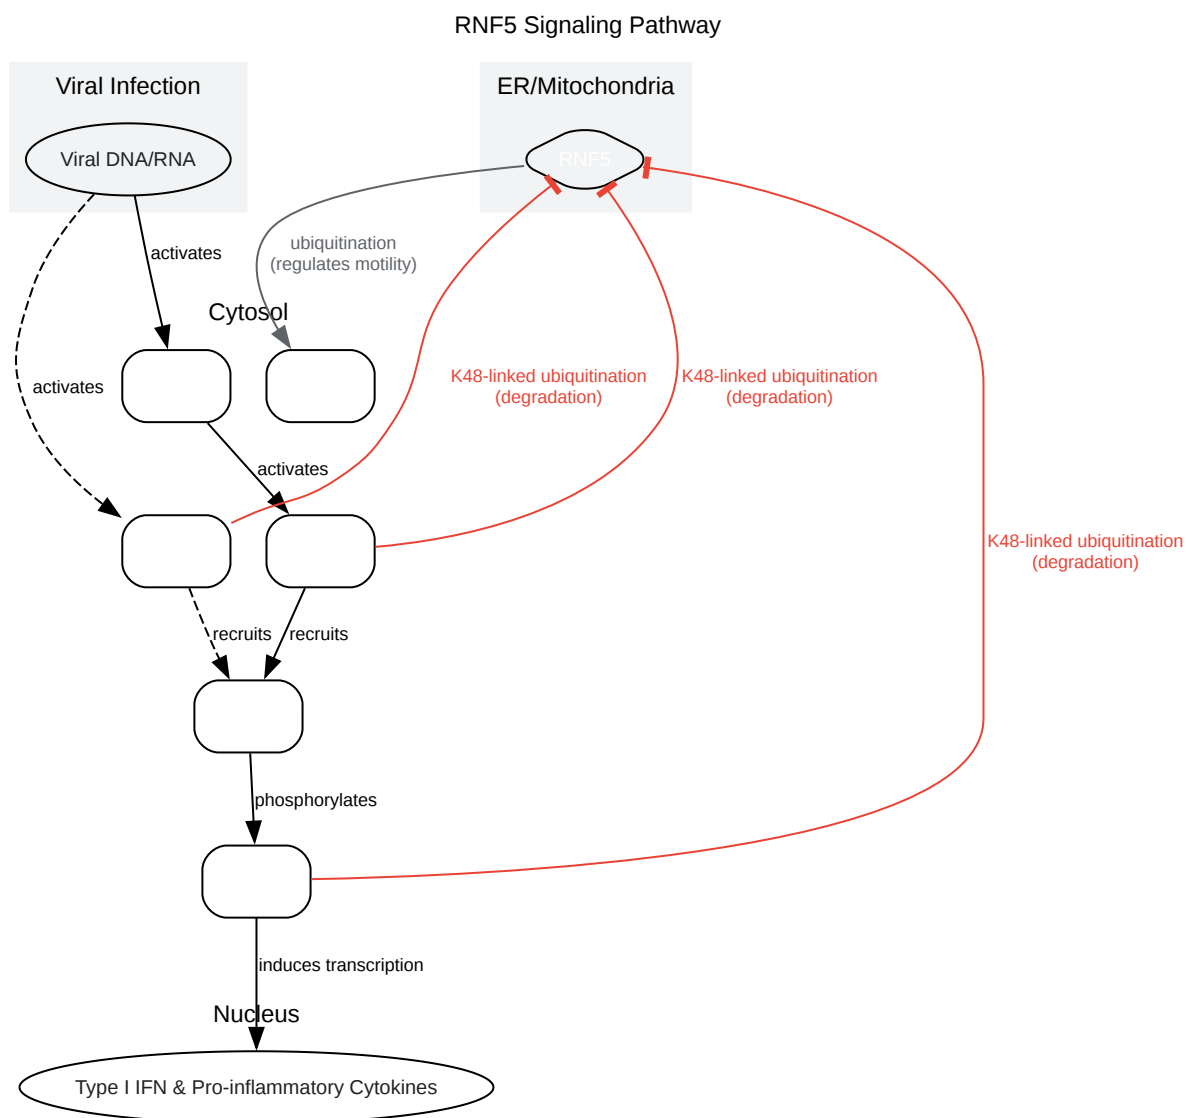 RNF5 Signaling Pathway
Viral Infection
ER/Mitochondria
Viral DNA/RNA
RNF5
ubiquitination
(regulates motility)
activates
Cytosol
activates
K48-linked ubiquitination
(degradation)
K48-linked ubiquitination
(degradation)
activates
K48-linked ubiquitination
(degradation)
recruits
recruits
phosphorylates
induces transcription
Nucleus
Type I IFN & Pro-inflammatory Cytokines